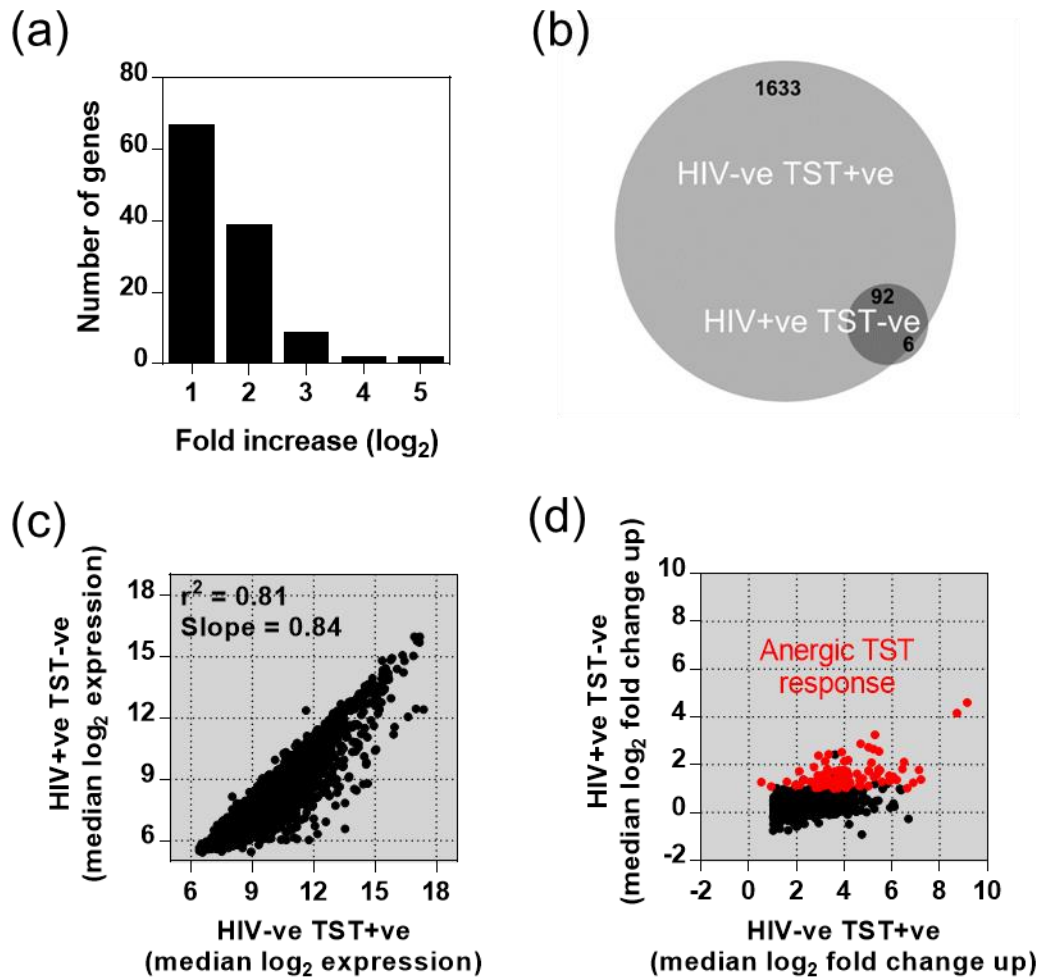 (a)
80
60
40
20
0
Number of genes
1 2 3 4 5
Fold increase (log2)
(b)
1633
HIV-ve TST+ve
92
HIV+ve TST-ve
6
(c)
HIV+ve TST-ve
(median log2 expression)
18
15
12
9
6
r2 = 0.81
Slope = 0.84
6 9 12 15 18
HIV-ve TST+ve
(median log2 expression)
(d)
HIV+ve TST-ve
(median log2 fold change up)
10
8
6
4
2
0
-2
Anergic TST
response
-2 0 2 4 6 8 10
HIV-ve TST+ve
(median log2 fold change up)